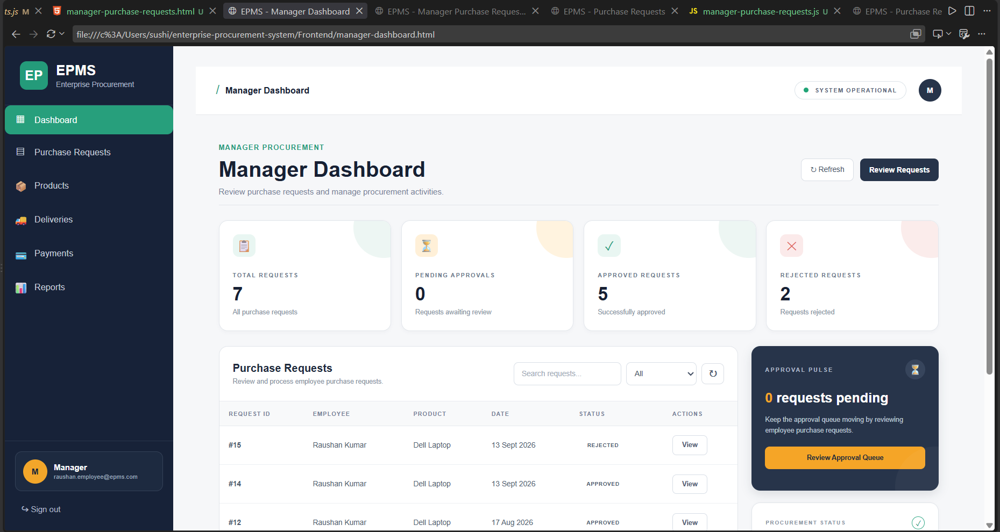 ts.js M
manager-purchase-requests.html U
EPMS - Manager Dashboard
EPMS - Manager Purchase Reques...
EPMS - Purchase Requests
JS manager-purchase-requests.js U
EPMS - Purchase Re
file:///c%3A/Users/sushi/enterprise-procurement-system/Frontend/manager-dashboard.html
EP
EPMS
Enterprise Procurement
Dashboard
Purchase Requests
Products
Deliveries
Payments
Reports
M
Manager
raushan.employee@epms.com
Sign out
/ Manager Dashboard
SYSTEM OPERATIONAL
M
MANAGER PROCUREMENT
Manager Dashboard
Review purchase requests and manage procurement activities.
Refresh
Review Requests
TOTAL REQUESTS
7
All purchase requests
PENDING APPROVALS
0
Requests awaiting review
APPROVED REQUESTS
5
Successfully approved
REJECTED REQUESTS
2
Requests rejected
Purchase Requests
Review and process employee purchase requests.
Search requests...
All
REQUEST ID EMPLOYEE PRODUCT DATE STATUS ACTIONS
#15 Raushan Kumar Dell Laptop 13 Sept 2026 REJECTED View
#14 Raushan Kumar Dell Laptop 13 Sept 2026 APPROVED View
#12 Raushan Kumar Dell Laptop 17 Aug 2026 APPROVED View
APPROVAL PULSE
0 requests pending
Keep the approval queue moving by reviewing
employee purchase requests.
Review Approval Queue
PROCUREMENT STATUS